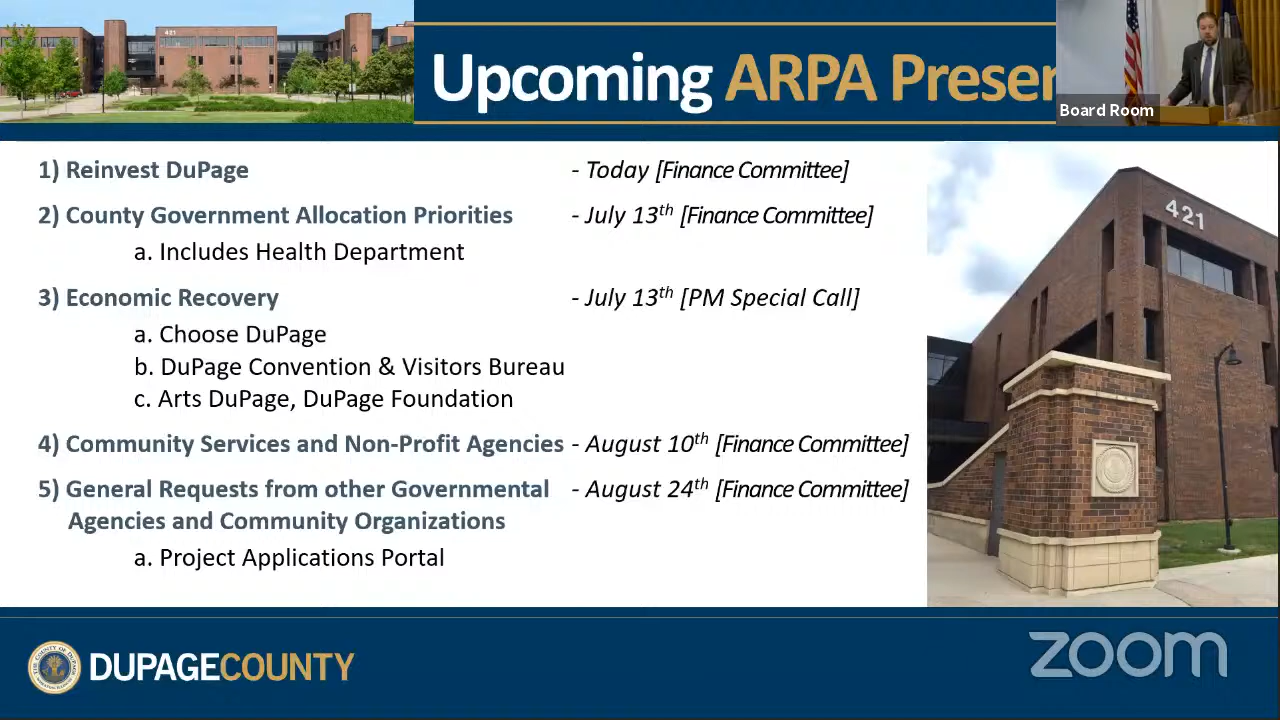 421
Upcoming ARPA Presen
Board Room
1) Reinvest DuPage - Today [Finance Committee]
2) County Government Allocation Priorities - July 13th [Finance Committee]
a. Includes Health Department
3) Economic Recovery - July 13th [PM Special Call]
a. Choose DuPage
b. DuPage Convention & Visitors Bureau
c. Arts DuPage, DuPage Foundation
4) Community Services and Non-Profit Agencies - August 10th [Finance Committee]
5) General Requests from other Governmental - August 24th [Finance Committee]
Agencies and Community Organizations
a. Project Applications Portal
421
DUPAGECOUNTY
zoom